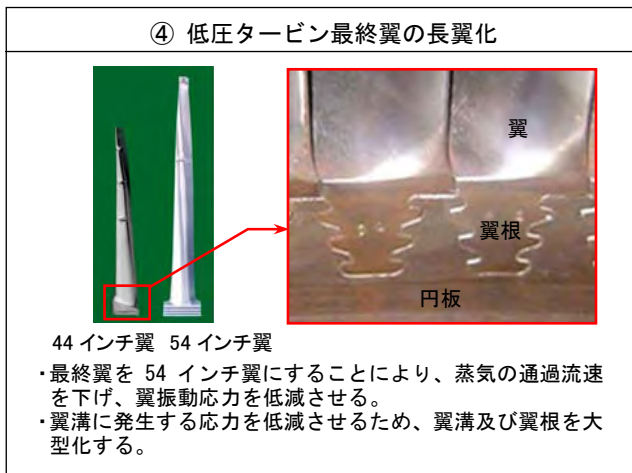 ④ 低圧タービン最終翼の長翼化
翼
翼根
円板
44 インチ翼 54 インチ翼
・最終翼を 54 インチ翼にすることにより、蒸気の通過流速
を下げ、翼振動応力を低減させる。
・翼溝に発生する応力を低減させるため、翼溝及び翼根を大
型化する。